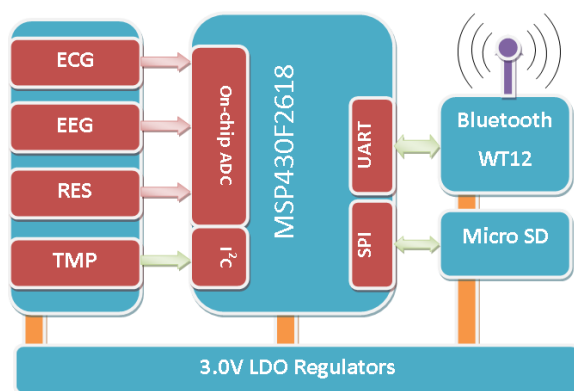 ECG
EEG
RES
TMP
On-chip ADC
I²C
MSP430F2618
UART
SPI
Bluetooth
WT12
Micro SD
3.0V LDO Regulators